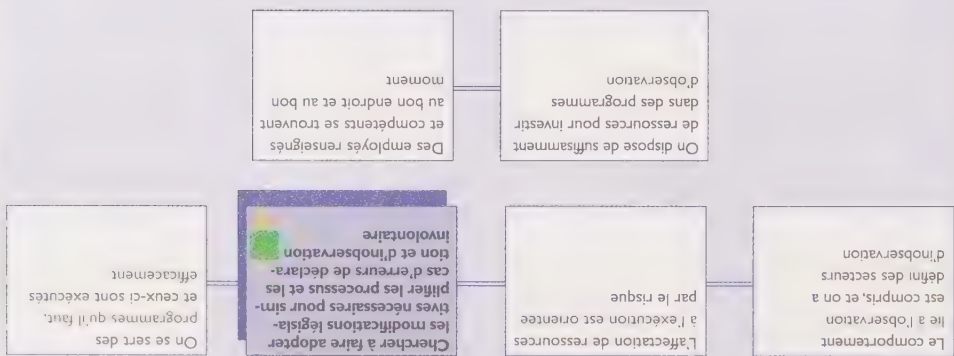 Le comportement
lié à l'observation
est compris, et on a
défini des secteurs
d'inobservation
L'affectation de ressources
à l'exécution est orientée
par le risque
Chercher à faire adopter
les modifications législa-
tives nécessaires pour sim-
plifier les processus et les
cas d'erreurs de déclara-
tion et d'inobservation
involontaire
On se sert des
programmes qu'il faut,
et ceux-ci sont exécutés
efficacement
On dispose de suffisamment
de ressources pour investir
dans des programmes
d'observation
Des employés renseignés
et compétents se trouvent
au bon endroit et au bon
moment